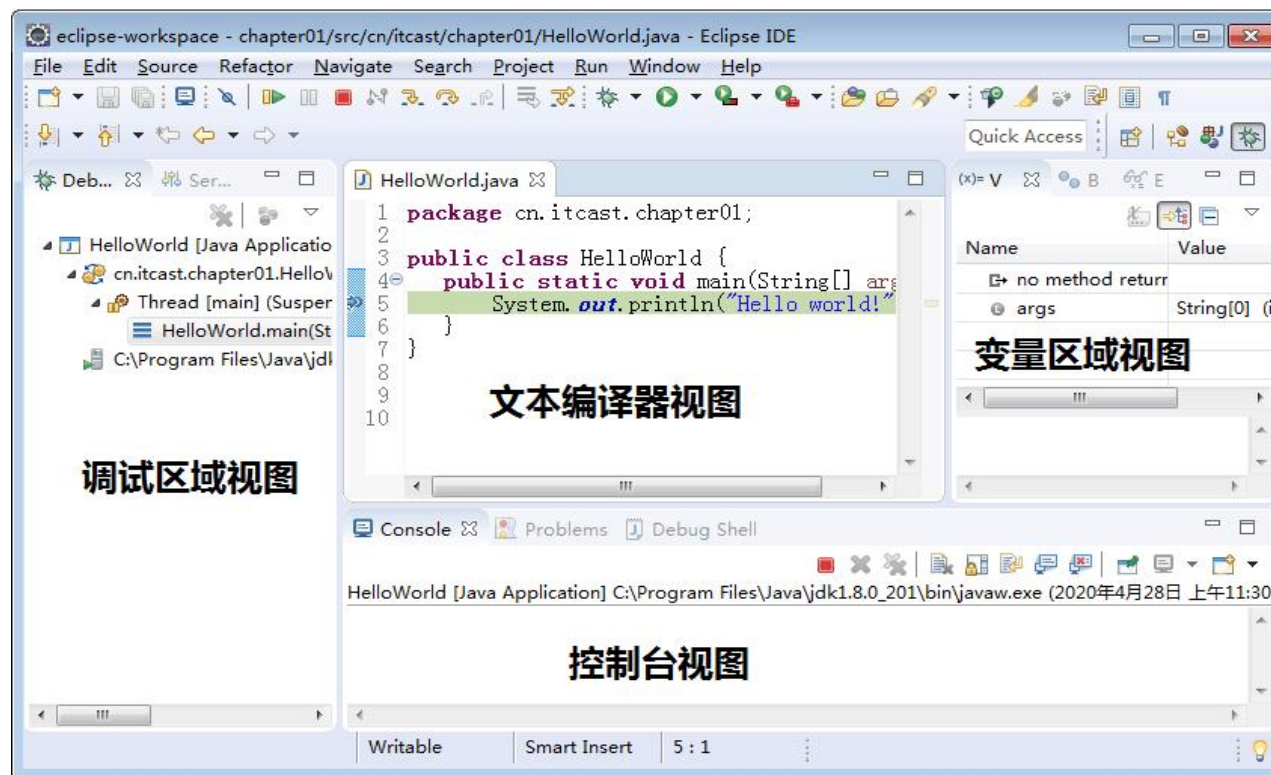 eclipse-workspace - chapter01/src/cn/itcast/chapter01/HelloWorld.java - Eclipse IDE
File Edit Source Refactor Navigate Search Project Run Window Help
Quick Access
Deb... Ser...
HelloWorld [Java Applicatio
cn.itcast.chapter01.Hello
Thread [main] (Susper
HelloWorld.main(St
C:\Program Files\Java\jdk
调试区域视图
HelloWorld.java
1 package cn.itcast.chapter01;
2
3 public class HelloWorld {
4 public static void main(String[] arg
5 System.out.println("Hello world!"
6 }
7 }
8
9
10
文本编译器视图
(x)= V B E
Name Value
no method returr
args String[0] (i
变量区域视图
Console Problems Debug Shell
HelloWorld [Java Application] C:\Program Files\Java\jdk1.8.0_201\bin\javaw.exe (2020年4月28日 上午11:30
控制台视图
Writable Smart Insert 5 : 1